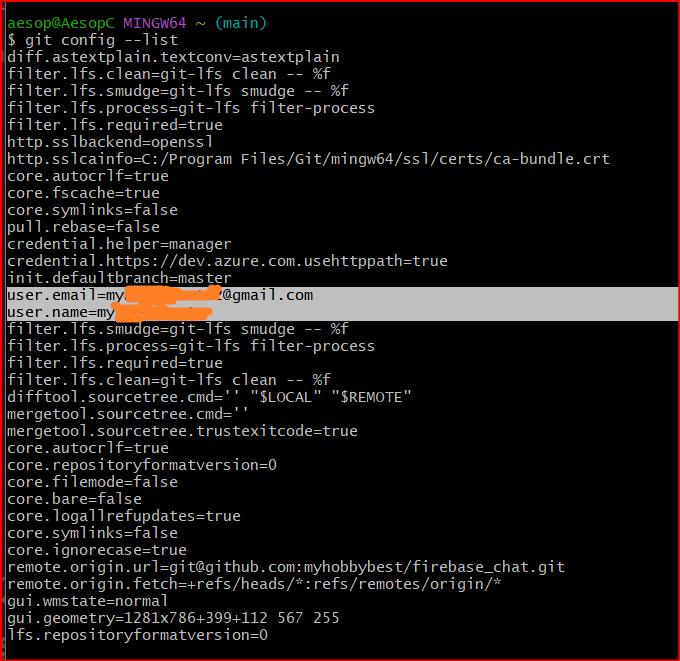 aesop@AesopC MINGW64 ~ (main)
$ git config --list
diff.astextplain.textconv=astextplain
filter.lfs.clean=git-lfs clean -- %f
filter.lfs.smudge=git-lfs smudge -- %f
filter.lfs.process=git-lfs filter-process
filter.lfs.required=true
http.sslbackend=openssl
http.sslcainfo=C:/Program Files/Git/mingw64/ssl/certs/ca-bundle.crt
core.autocrlf=true
core.fscache=true
core.symlinks=false
pull.rebase=false
credential.helper=manager
credential.https://dev.azure.com.usehttppath=true
init.defaultbranch=master
user.email=my @gmail.com
user.name=my
filter.lfs.smudge=git-lfs smudge -- %f
filter.lfs.process=git-lfs filter-process
filter.lfs.required=true
filter.lfs.clean=git-lfs clean -- %f
difftool.sourcetree.cmd='' "$LOCAL" "$REMOTE"
mergetool.sourcetree.cmd=''
mergetool.sourcetree.trustexitcode=true
core.autocrlf=true
core.repositoryformatversion=0
core.filemode=false
core.bare=false
core.logallrefupdates=true
core.symlinks=false
core.ignorecase=true
remote.origin.url=git@github.com:myhobbybest/firebase_chat.git
remote.origin.fetch=+refs/heads/*:refs/remotes/origin/*
gui.wmstate=normal
gui.geometry=1281x786+399+112 567 255
lfs.repositoryformatversion=0